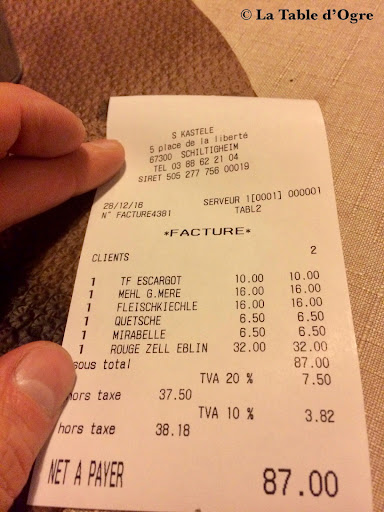 © La Table d'Ogre
S KASTELE
5 place de la liberté
67300 SCHILTIGHEIM
TEL 03 88 62 21 04
SIRET 505 277 756 00019
28/12/16 SERVEUR 1[0001] 000001
N° FACTURE4381 TABL2
*FACTURE*
CLIENTS 2
1 TF ESCARGOT 10.00 10.00
1 MEHL G.MERE 16.00 16.00
1 FLEISCHKIECHLE 16.00 16.00
1 QUETSCHE 6.50 6.50
1 MIRABELLE 6.50 6.50
1 ROUGE ZELL EBLIN 32.00 32.00
sous total 87.00
TVA 20 % 7.50
hors taxe 37.50
TVA 10 % 3.82
hors taxe 38.18
NET A PAYER 87.00